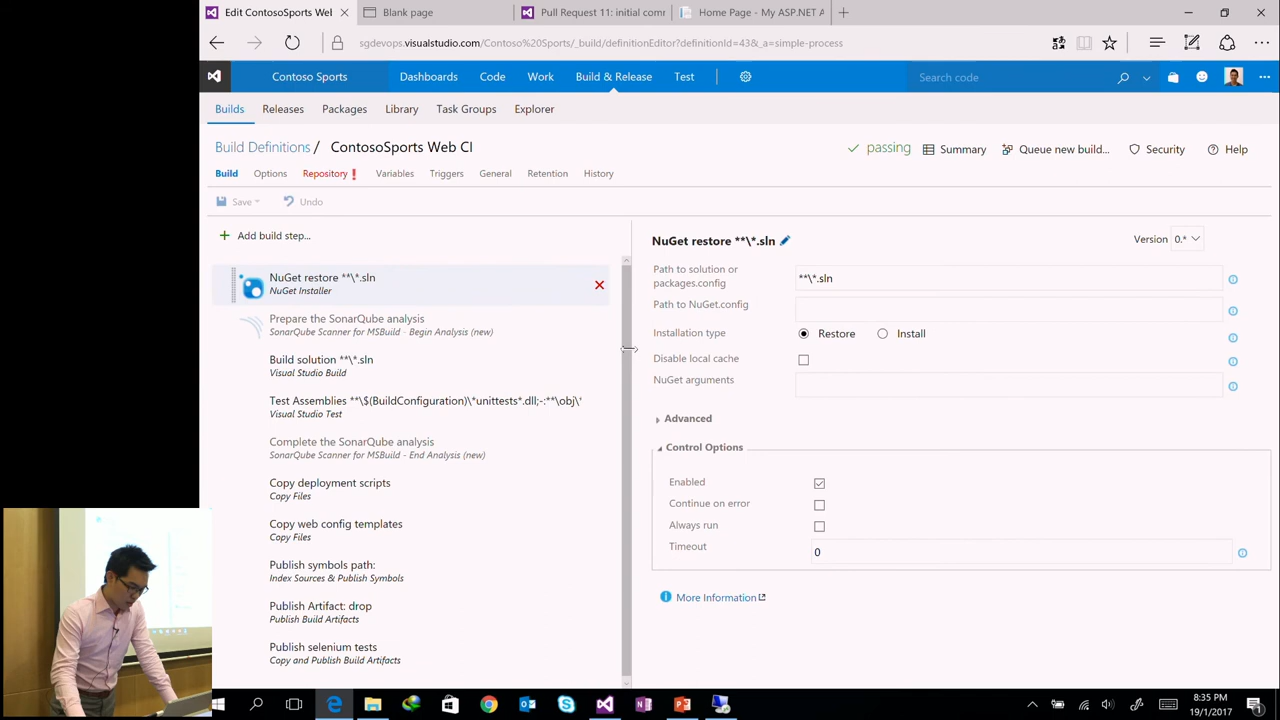 Edit ContosoSports Web
Blank page
Pull Request 11: initial comm
Home Page - My ASP.NET A
sgdevops.visualstudio.com/Contoso%20Sports/_build/definitionEditor?definitionId=43&_a=simple-process
Contoso Sports
Dashboards
Code
Work
Build & Release
Test
Search code
Builds
Releases
Packages
Library
Task Groups
Explorer
Build Definitions / ContosoSports Web CI
passing
Summary
Queue new build...
Security
Help
Build
Options
Repository
Variables
Triggers
General
Retention
History
Save
Undo
Add build step...
NuGet restore **\*.sln
NuGet Installer
Prepare the SonarQube analysis
SonarQube Scanner for MSBuild - Begin Analysis (new)
Build solution **\*.sln
Visual Studio Build
Test Assemblies **\$(BuildConfiguration)\*unittests*.dll;-:**\obj\*
Visual Studio Test
Complete the SonarQube analysis
SonarQube Scanner for MSBuild - End Analysis (new)
Copy deployment scripts
Copy Files
Copy web config templates
Copy Files
Publish symbols path:
Index Sources & Publish Symbols
Publish Artifact: drop
Publish Build Artifacts
Publish selenium tests
Copy and Publish Build Artifacts
NuGet restore **\*.sln
Version 0.*
Path to solution or
packages.config
**\*.sln
Path to NuGet.config
Installation type
Restore
Install
Disable local cache
NuGet arguments
Advanced
Control Options
Enabled
Continue on error
Always run
Timeout
0
More Information
8:35 PM
19/1/2017